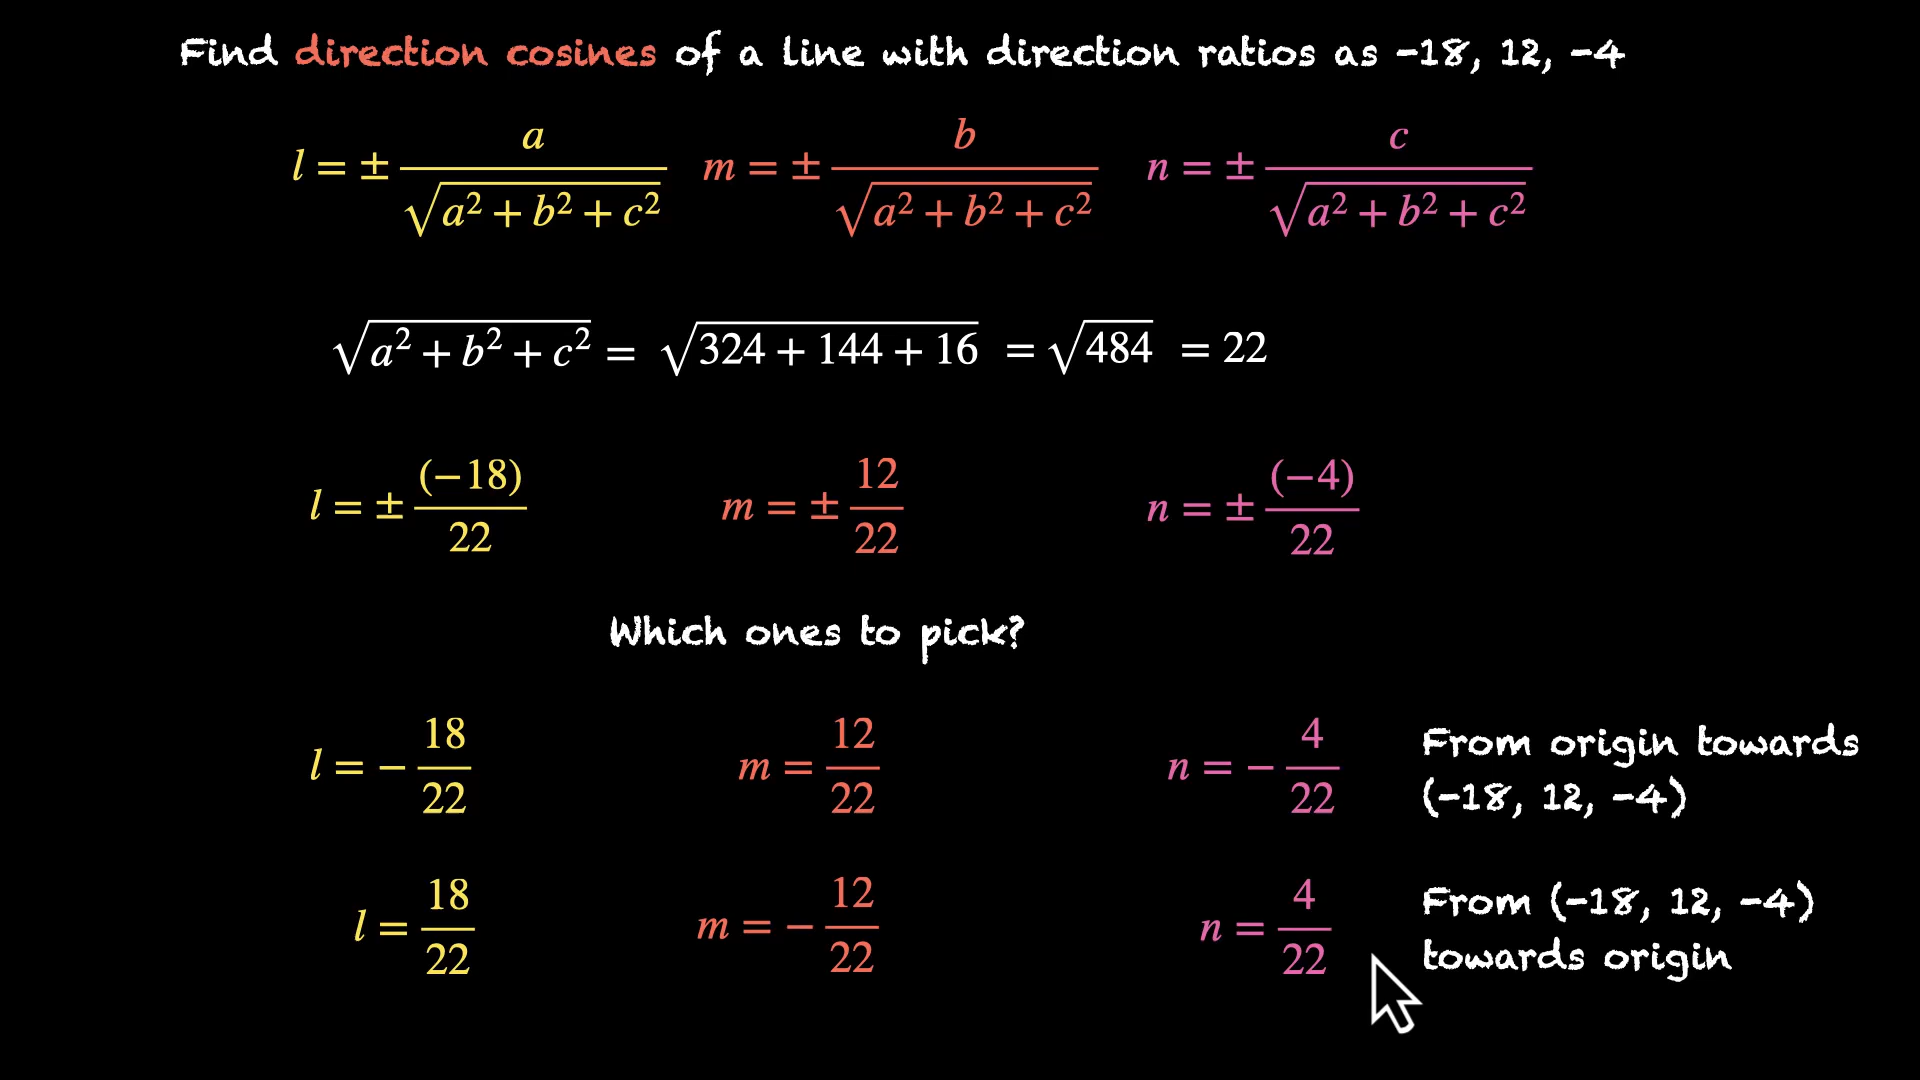 Find direction cosines of a line with direction ratios as -18, 12, -4
l = ± a / √(a² + b² + c²) m = ± b / √(a² + b² + c²) n = ± c / √(a² + b² + c²)
√(a² + b² + c²) = √(324 + 144 + 16) = √484 = 22
l = ± (−18)/22 m = ± 12/22 n = ± (−4)/22
Which ones to pick?
l = − 18/22 m = 12/22 n = − 4/22
From origin towards
(-18, 12, -4)
l = 18/22 m = − 12/22 n = 4/22
From (-18, 12, -4)
towards origin